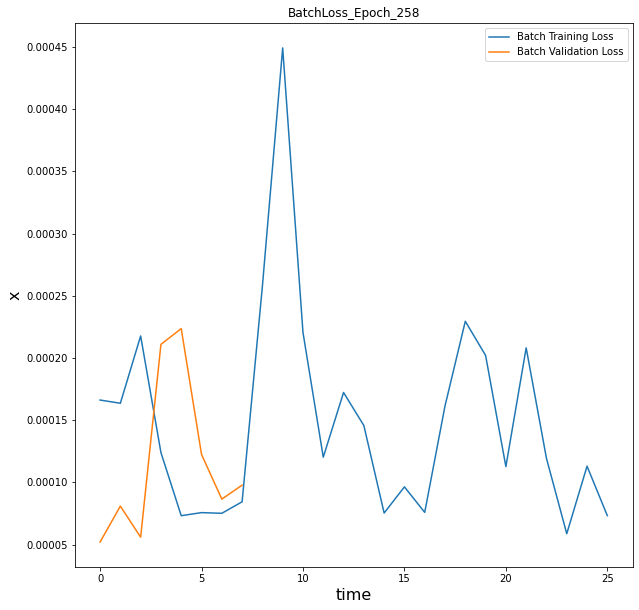 BatchLoss_Epoch_258
Batch Training Loss
Batch Validation Loss
0.00045
0.00040
0.00035
0.00030
0.00025
0.00020
0.00015
0.00010
0.00005
x
0 5 10 15 20 25
time